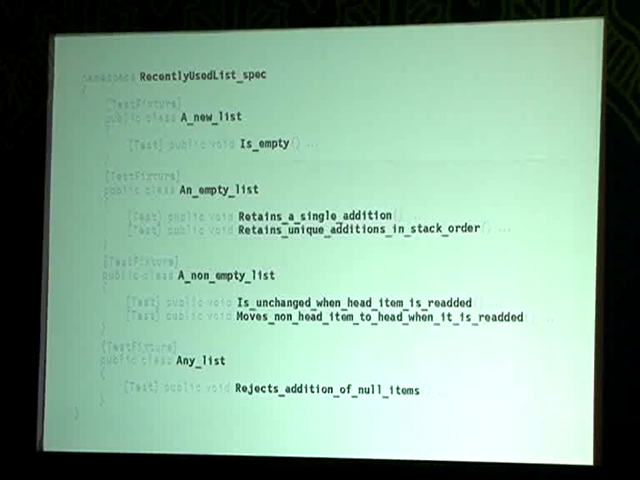 namespace RecentlyUsedList_spec
{
[TestFixture]
public class A_new_list
{
[Test] public void Is_empty() ...
}
[TestFixture]
public class An_empty_list
{
[Test] public void Retains_a_single_addition() ...
[Test] public void Retains_unique_additions_in_stack_order() ...
}
[TestFixture]
public class A_non_empty_list
{
[Test] public void Is_unchanged_when_head_item_is_readded() ...
[Test] public void Moves_non_head_item_to_head_when_it_is_readded() ...
}
[TestFixture]
public class Any_list
{
[Test] public void Rejects_addition_of_null_items() ...
}
}